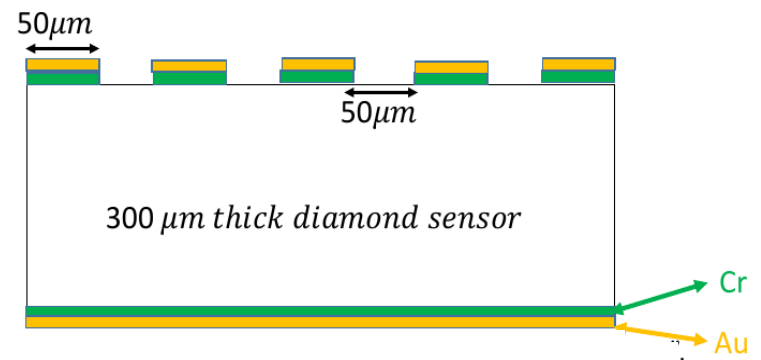 50μm
50μm
300 μm thick diamond sensor
Cr
Au